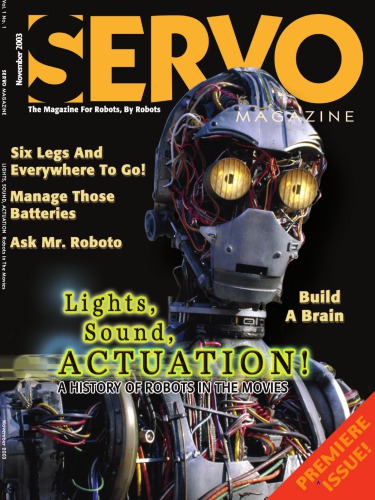 Vol. 1 No. 1
SERVO MAGAZINE
LIGHTS, SOUND, ACTUATION Robots In The Movies
November 2003
November 2003
SERVO
MAGAZINE
The Magazine For Robots, By Robots
Six Legs And
Everywhere To Go!
Manage Those
Batteries
Ask Mr. Roboto
Build
A Brain
Lights,
Sound,
ACTUATION!
A HISTORY OF ROBOTS IN THE MOVIES
PREMIERE
ISSUE!